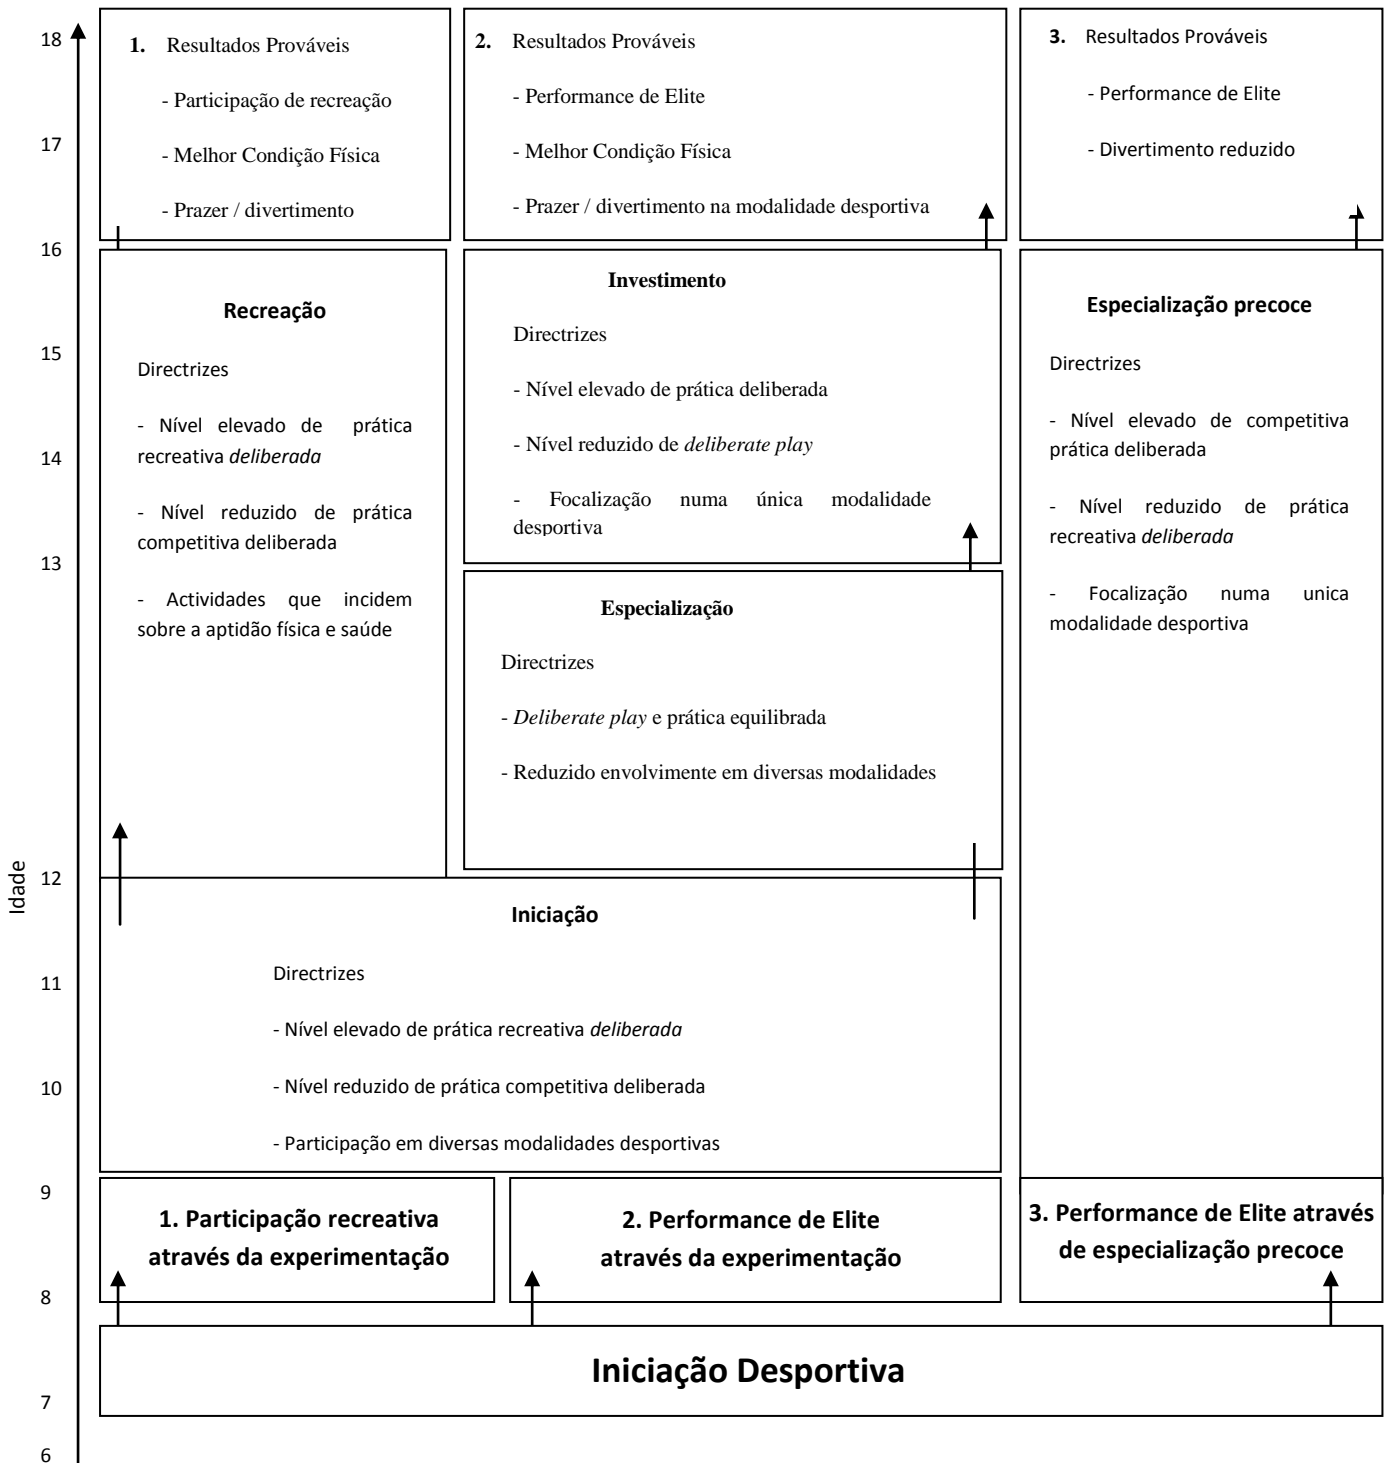 18
17
16
15
14
13
12
11
10
9
8
7
6
Idade
1. Resultados Prováveis
- Participação de recreação
- Melhor Condição Física
- Prazer / divertimento
2. Resultados Prováveis
- Performance de Elite
- Melhor Condição Física
- Prazer / divertimento na modalidade desportiva
3. Resultados Prováveis
- Performance de Elite
- Divertimento reduzido
Recreação
Directrizes
- Nível elevado de prática
recreativa deliberada
- Nível reduzido de prática
competitiva deliberada
- Actividades que incidem
sobre a aptidão física e saúde
Investimento
Directrizes
- Nível elevado de prática deliberada
- Nível reduzido de deliberate play
- Focalização numa única modalidade
desportiva
Especialização precoce
Directrizes
- Nível elevado de competitiva
prática deliberada
- Nível reduzido de prática
recreativa deliberada
- Focalização numa unica
modalidade desportiva
Especialização
Directrizes
- Deliberate play e prática equilibrada
- Reduzido envolvimente em diversas modalidades
Iniciação
Directrizes
- Nível elevado de prática recreativa deliberada
- Nível reduzido de prática competitiva deliberada
- Participação em diversas modalidades desportivas
1. Participação recreativa
através da experimentação
2. Performance de Elite
através da experimentação
3. Performance de Elite através
de especialização precoce
Iniciação Desportiva